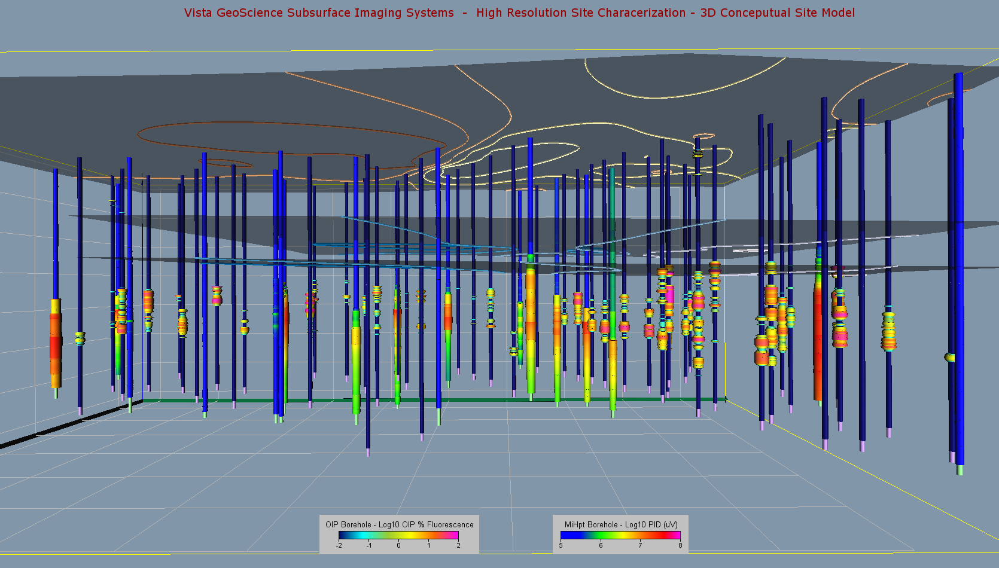 Vista GeoScience Subsurface Imaging Systems - High Resolution Site Characerization - 3D Conceputual Site Model
OIP Borehole - Log10 OIP % Fluorescence
-2 -1 0 1 2
MiHpt Borehole - Log10 PID (uV)
5 6 7 8